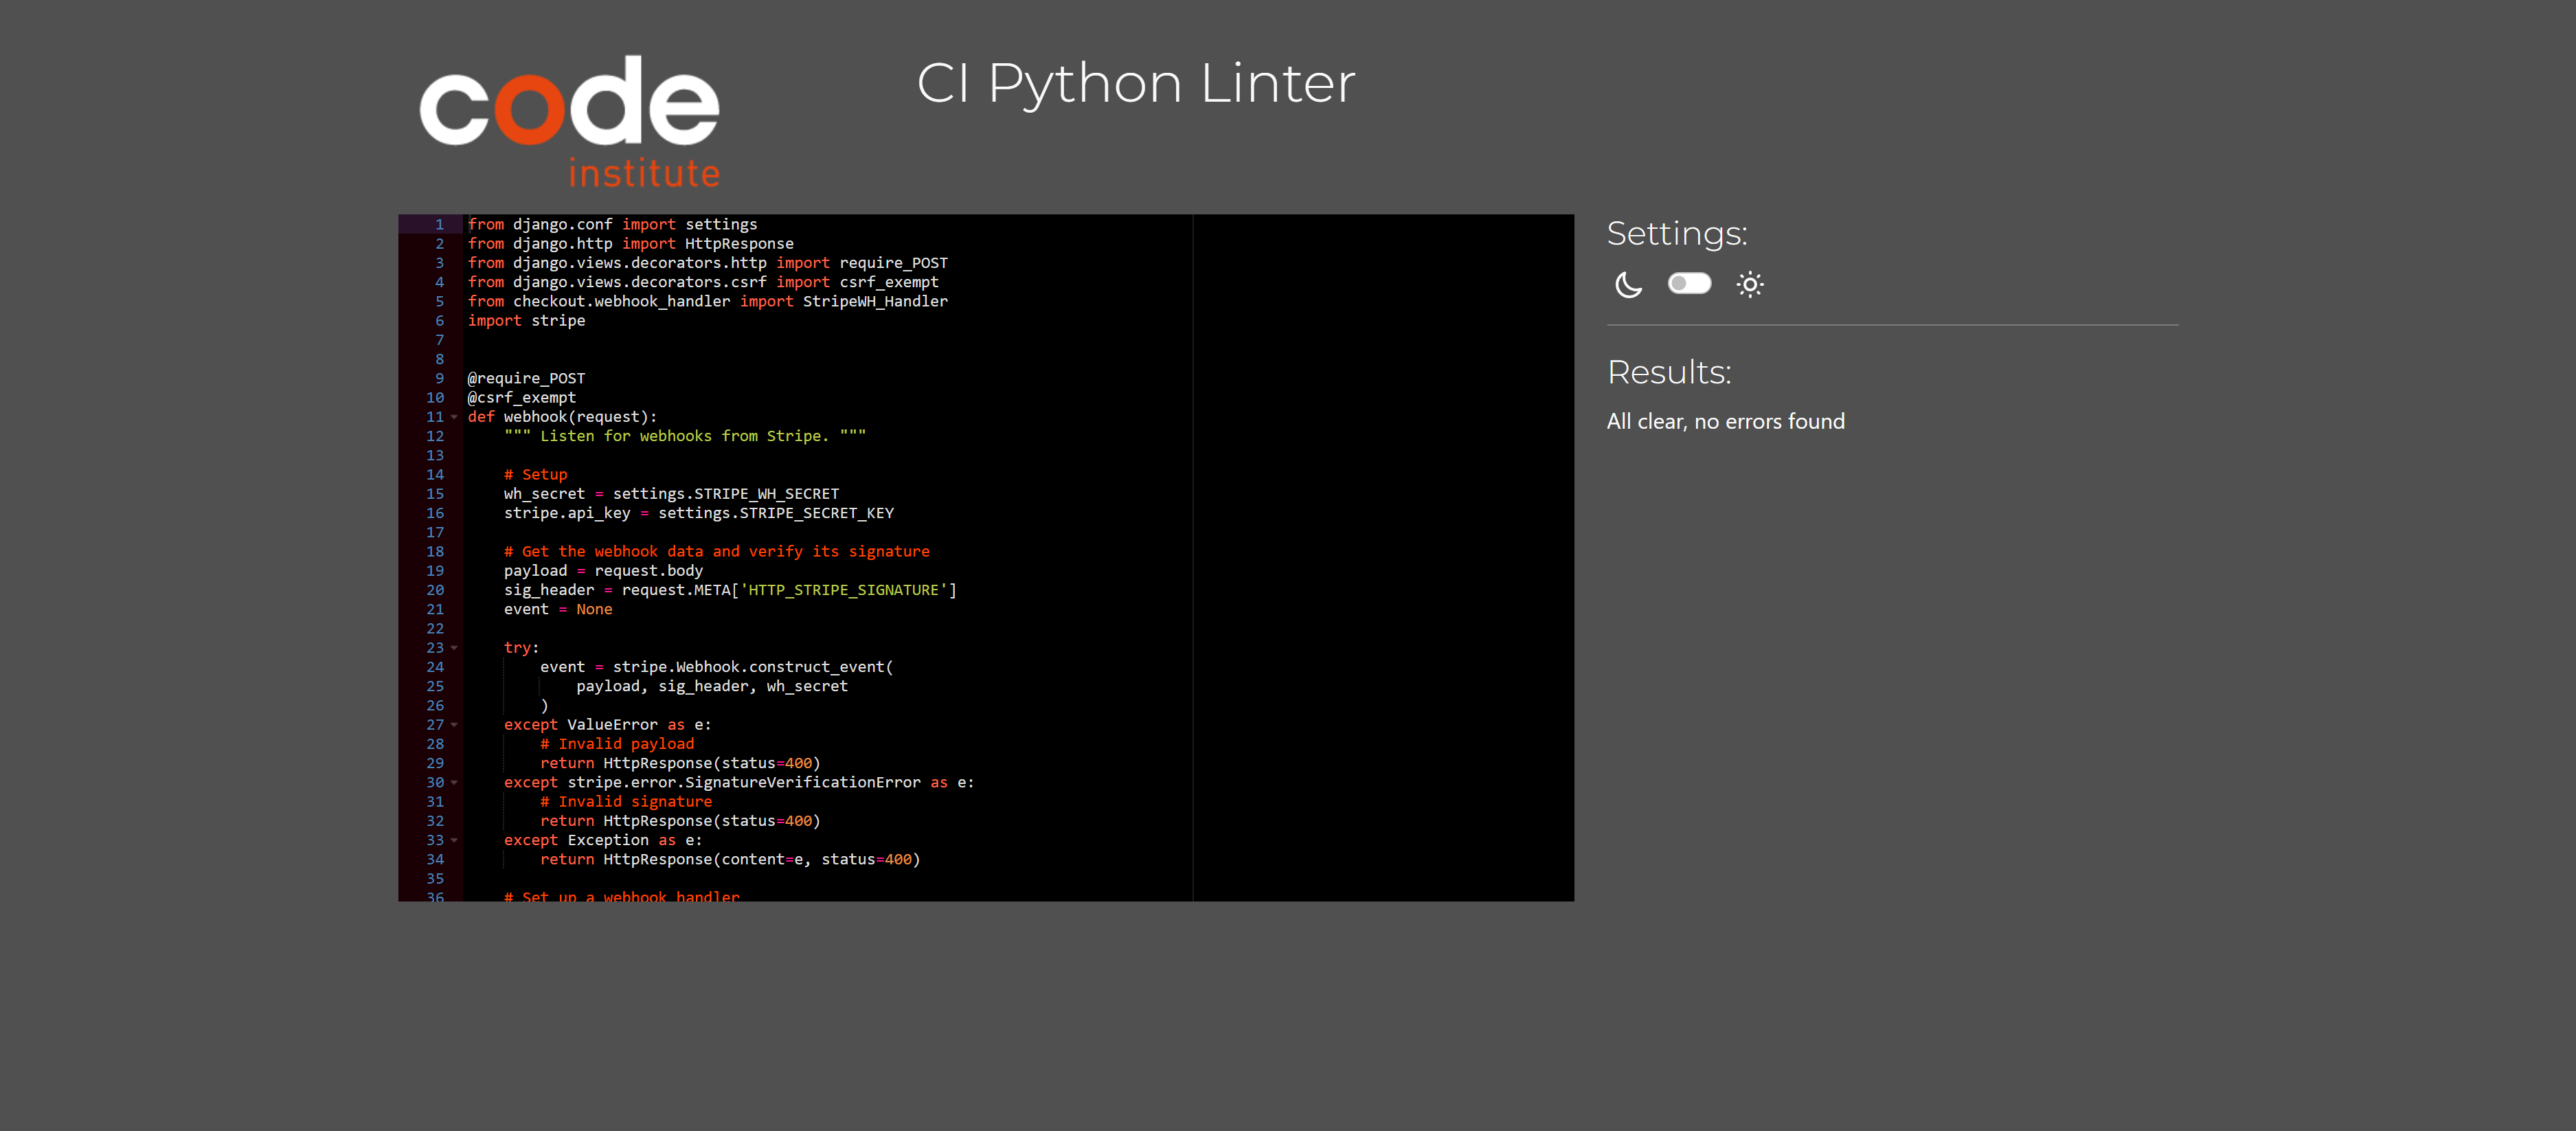 code
institute
CI Python Linter
1 from django.conf import settings
2 from django.http import HttpResponse
3 from django.views.decorators.http import require_POST
4 from django.views.decorators.csrf import csrf_exempt
5 from checkout.webhook_handler import StripeWH_Handler
6 import stripe
7
8
9 @require_POST
10 @csrf_exempt
11 def webhook(request):
12     """ Listen for webhooks from Stripe. """
13
14     # Setup
15     wh_secret = settings.STRIPE_WH_SECRET
16     stripe.api_key = settings.STRIPE_SECRET_KEY
17
18     # Get the webhook data and verify its signature
19     payload = request.body
20     sig_header = request.META['HTTP_STRIPE_SIGNATURE']
21     event = None
22
23     try:
24         event = stripe.Webhook.construct_event(
25             payload, sig_header, wh_secret
26         )
27     except ValueError as e:
28         # Invalid payload
29         return HttpResponse(status=400)
30     except stripe.error.SignatureVerificationError as e:
31         # Invalid signature
32         return HttpResponse(status=400)
33     except Exception as e:
34         return HttpResponse(content=e, status=400)
35
36     # Set up a webhook handler
Settings:
Results:
All clear, no errors found